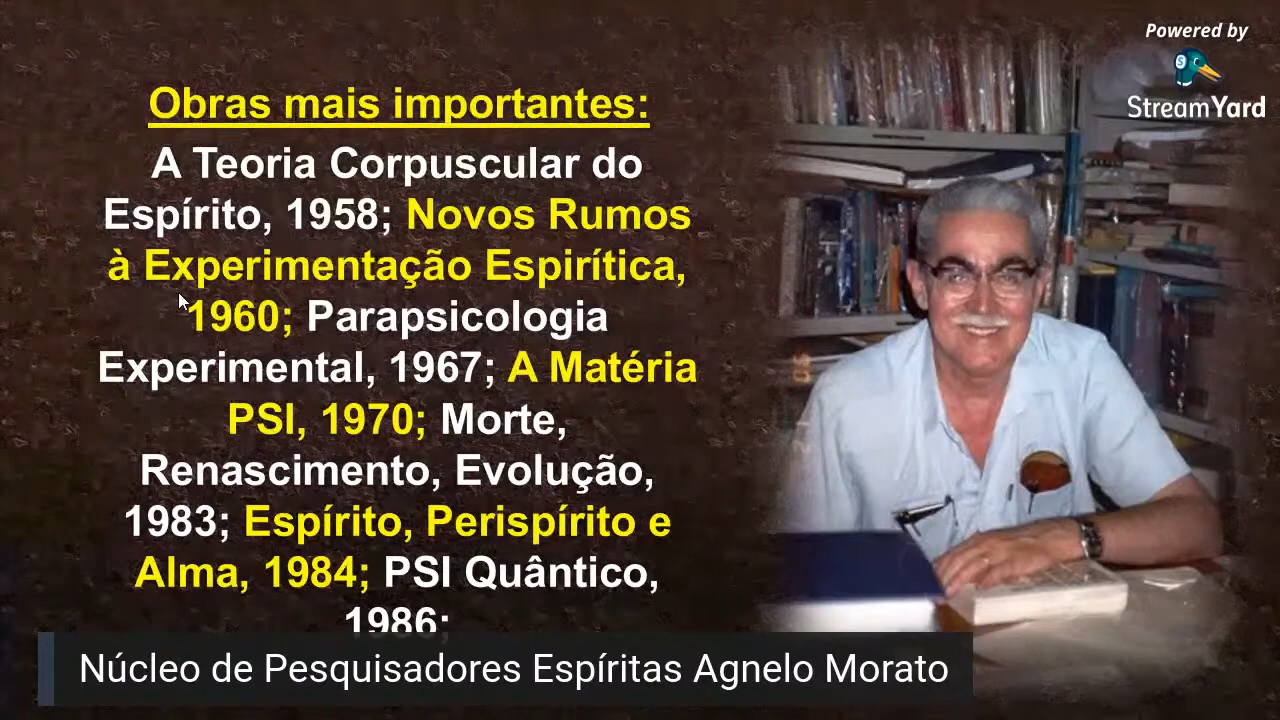 Powered by
StreamYard
Obras mais importantes:
A Teoria Corpuscular do
Espírito, 1958; Novos Rumos
à Experimentação Espirítica,
1960; Parapsicologia
Experimental, 1967; A Matéria
PSI, 1970; Morte,
Renascimento, Evolução,
1983; Espírito, Perispírito e
Alma, 1984; PSI Quântico,
1986;
Núcleo de Pesquisadores Espíritas Agnelo Morato